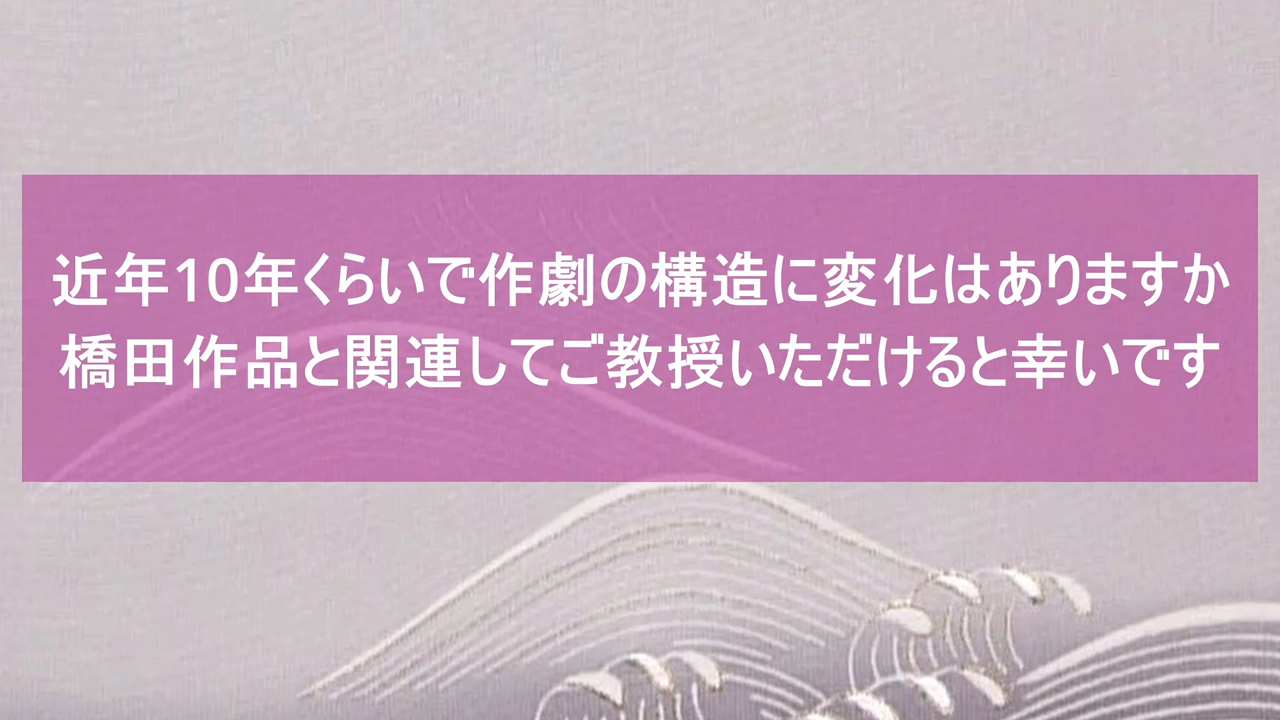 近年10年くらいで作劇の構造に変化はありますか
橋田作品と関連してご教授いただけると幸いです